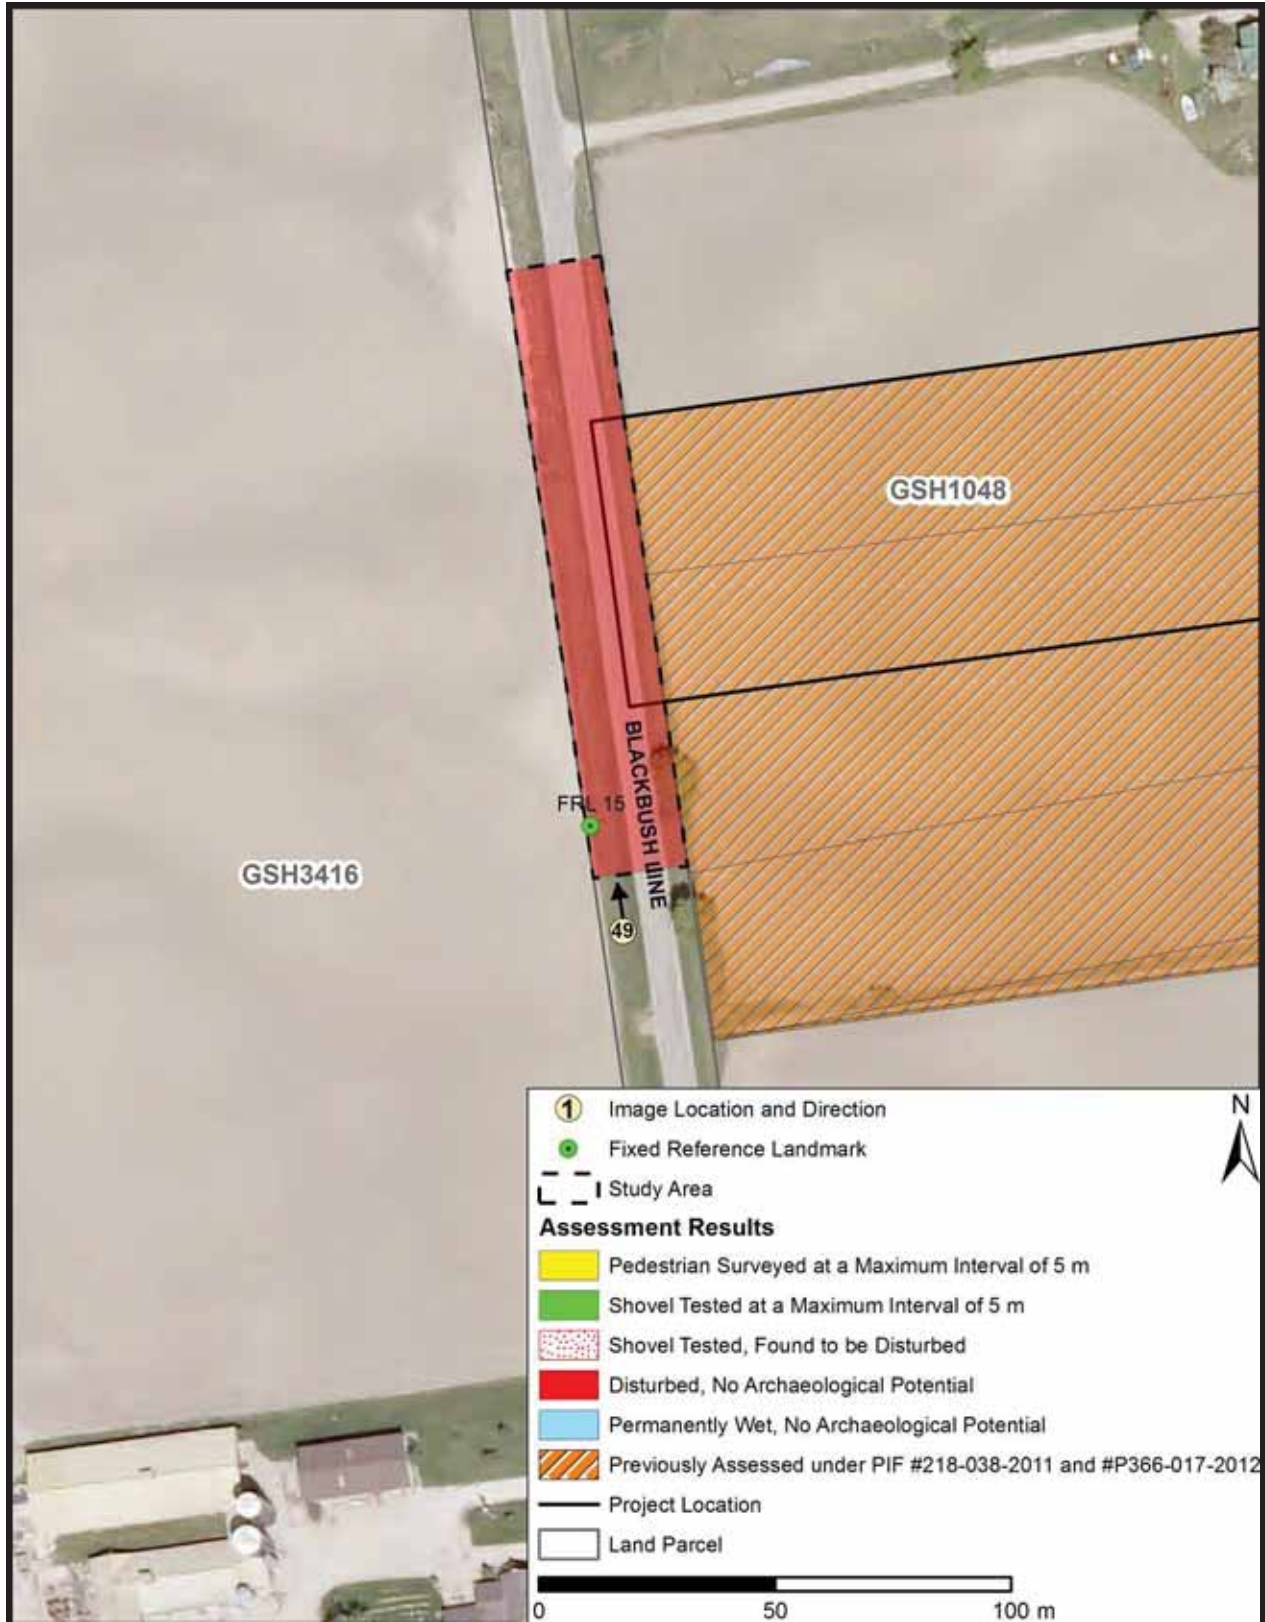 GSH1048
BLACKBUSH LINE
FRL 15
GSH3416
49
1 Image Location and Direction
N
Fixed Reference Landmark
Study Area
Assessment Results
Pedestrian Surveyed at a Maximum Interval of 5 m
Shovel Tested at a Maximum Interval of 5 m
Shovel Tested, Found to be Disturbed
Disturbed, No Archaeological Potential
Permanently Wet, No Archaeological Potential
Previously Assessed under PIF #218-038-2011 and #P366-017-2012
Project Location
Land Parcel
0 50 100 m